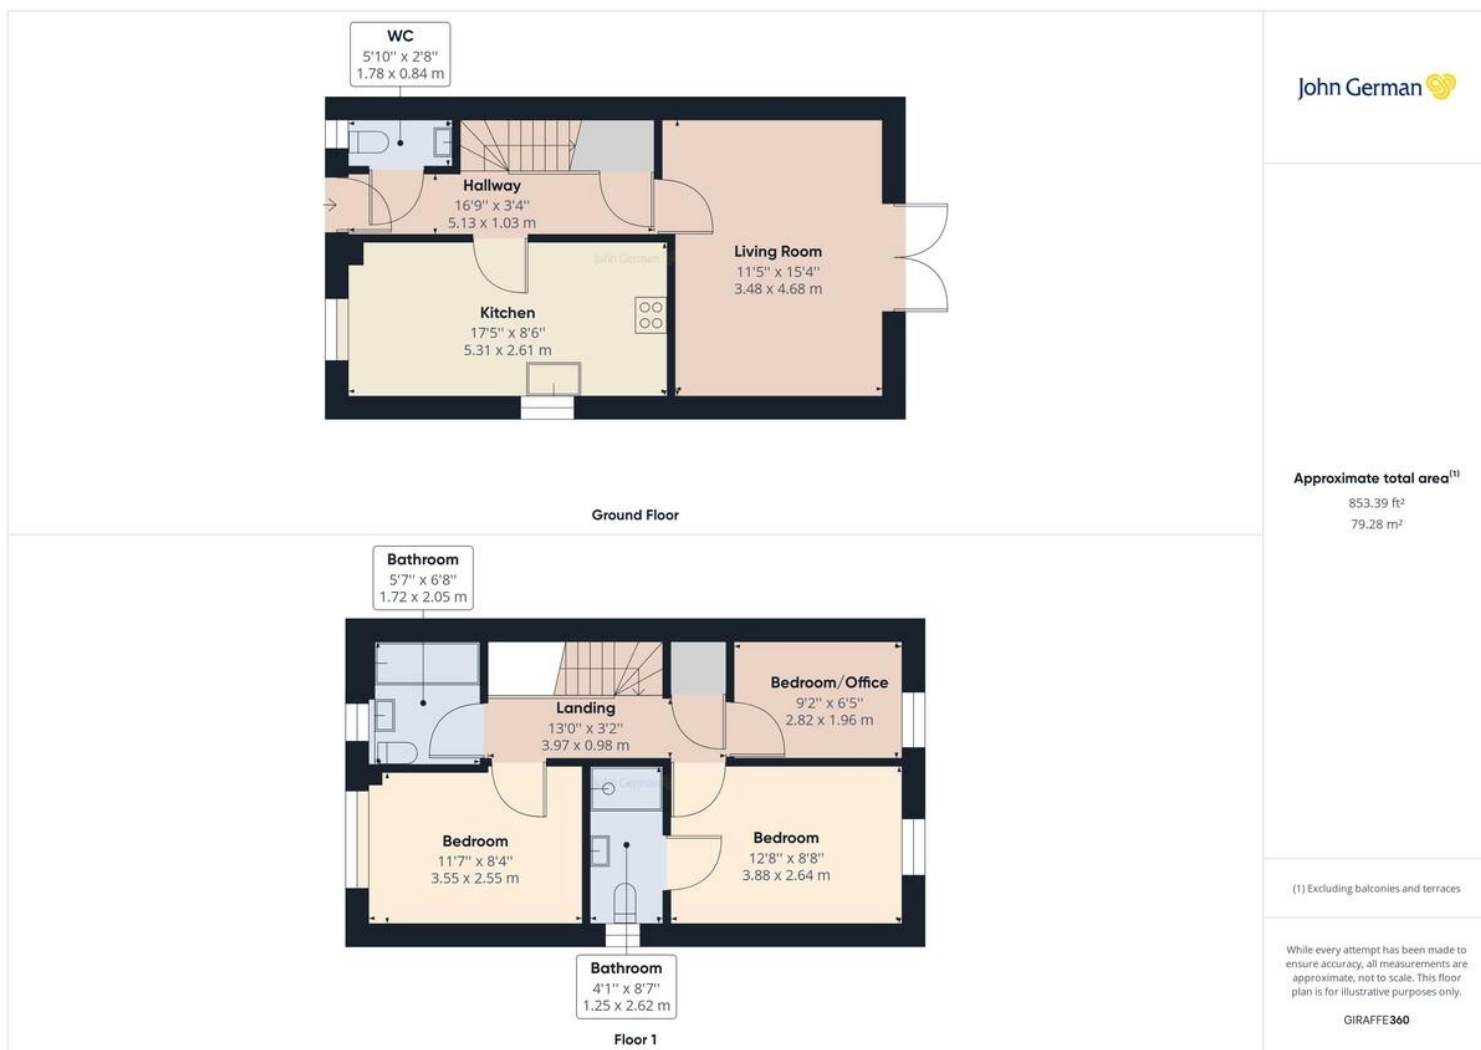 WC
5'10'' x 2'8''
1.78 x 0.84 m
Hallway
16'9'' x 3'4''
5.13 x 1.03 m
John German
Living Room
11'5'' x 15'4''
3.48 x 4.68 m
Kitchen
17'5'' x 8'6''
5.31 x 2.61 m
Ground Floor
Bathroom
5'7'' x 6'8''
1.72 x 2.05 m
Bedroom/Office
9'2'' x 6'5''
2.82 x 1.96 m
Landing
13'0'' x 3'2''
3.97 x 0.98 m
John German
Bedroom
11'7'' x 8'4''
3.55 x 2.55 m
Bedroom
12'8'' x 8'8''
3.88 x 2.64 m
Bathroom
4'1'' x 8'7''
1.25 x 2.62 m
Floor 1
John German
Approximate total area(1)
853.39 ft²
79.28 m²
(1) Excluding balconies and terraces
While every attempt has been made to
ensure accuracy, all measurements are
approximate, not to scale. This floor
plan is for illustrative purposes only.
GIRAFFE360